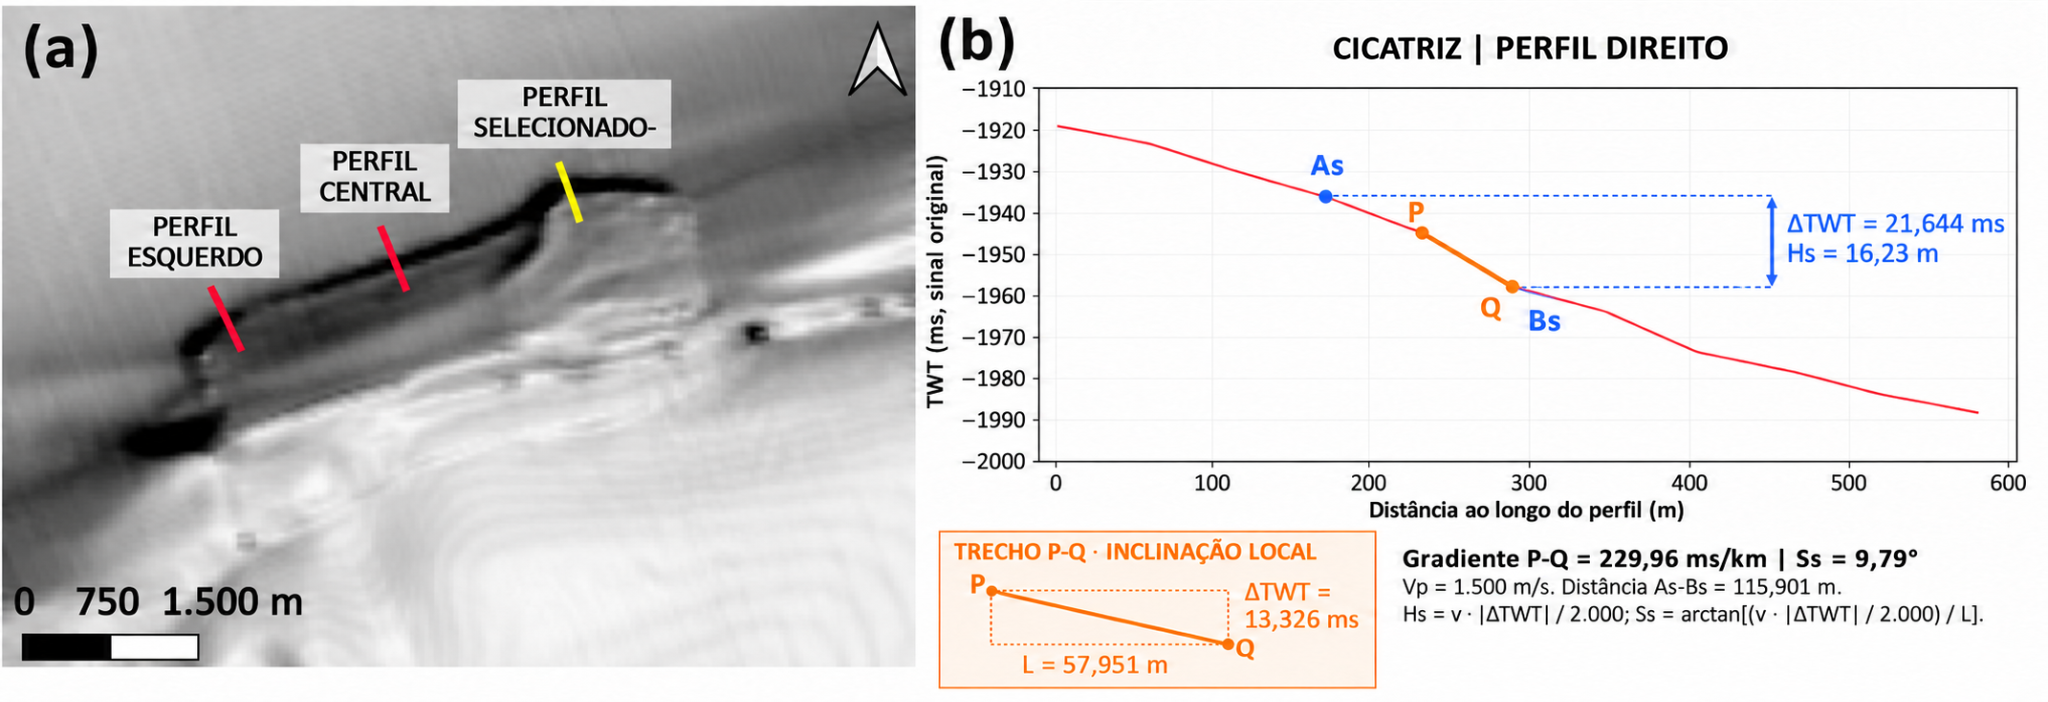 (a)
PERFIL
SELECIONADO-
PERFIL
CENTRAL
PERFIL
ESQUERDO
0 750 1.500 m
(b)
CICATRIZ | PERFIL DIREITO
TWT (ms, sinal original)
−1910
−1920
−1930
−1940
−1950
−1960
−1970
−1980
−1990
−2000
As
P
Q
Bs
ΔTWT = 21,644 ms
Hs = 16,23 m
0 100 200 300 400 500 600
Distância ao longo do perfil (m)
TRECHO P-Q · INCLINAÇÃO LOCAL
P
ΔTWT =
13,326 ms
Q
L = 57,951 m
Gradiente P-Q = 229,96 ms/km | Ss = 9,79°
Vp = 1.500 m/s. Distância As-Bs = 115,901 m.
Hs = v · |ΔTWT| / 2.000; Ss = arctan[(v · |ΔTWT| / 2.000) / L].